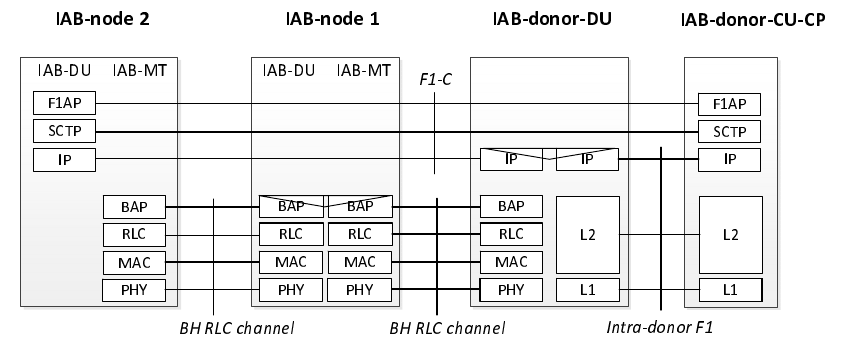 IAB-node 2 IAB-node 1 IAB-donor-DU IAB-donor-CU-CP
IAB-DU IAB-MT IAB-DU IAB-MT
F1-C
F1AP F1AP
SCTP SCTP
IP IP IP IP
BAP BAP BAP BAP
RLC RLC RLC RLC L2 L2
MAC MAC MAC MAC
PHY PHY PHY PHY L1 L1
BH RLC channel BH RLC channel Intra-donor F1